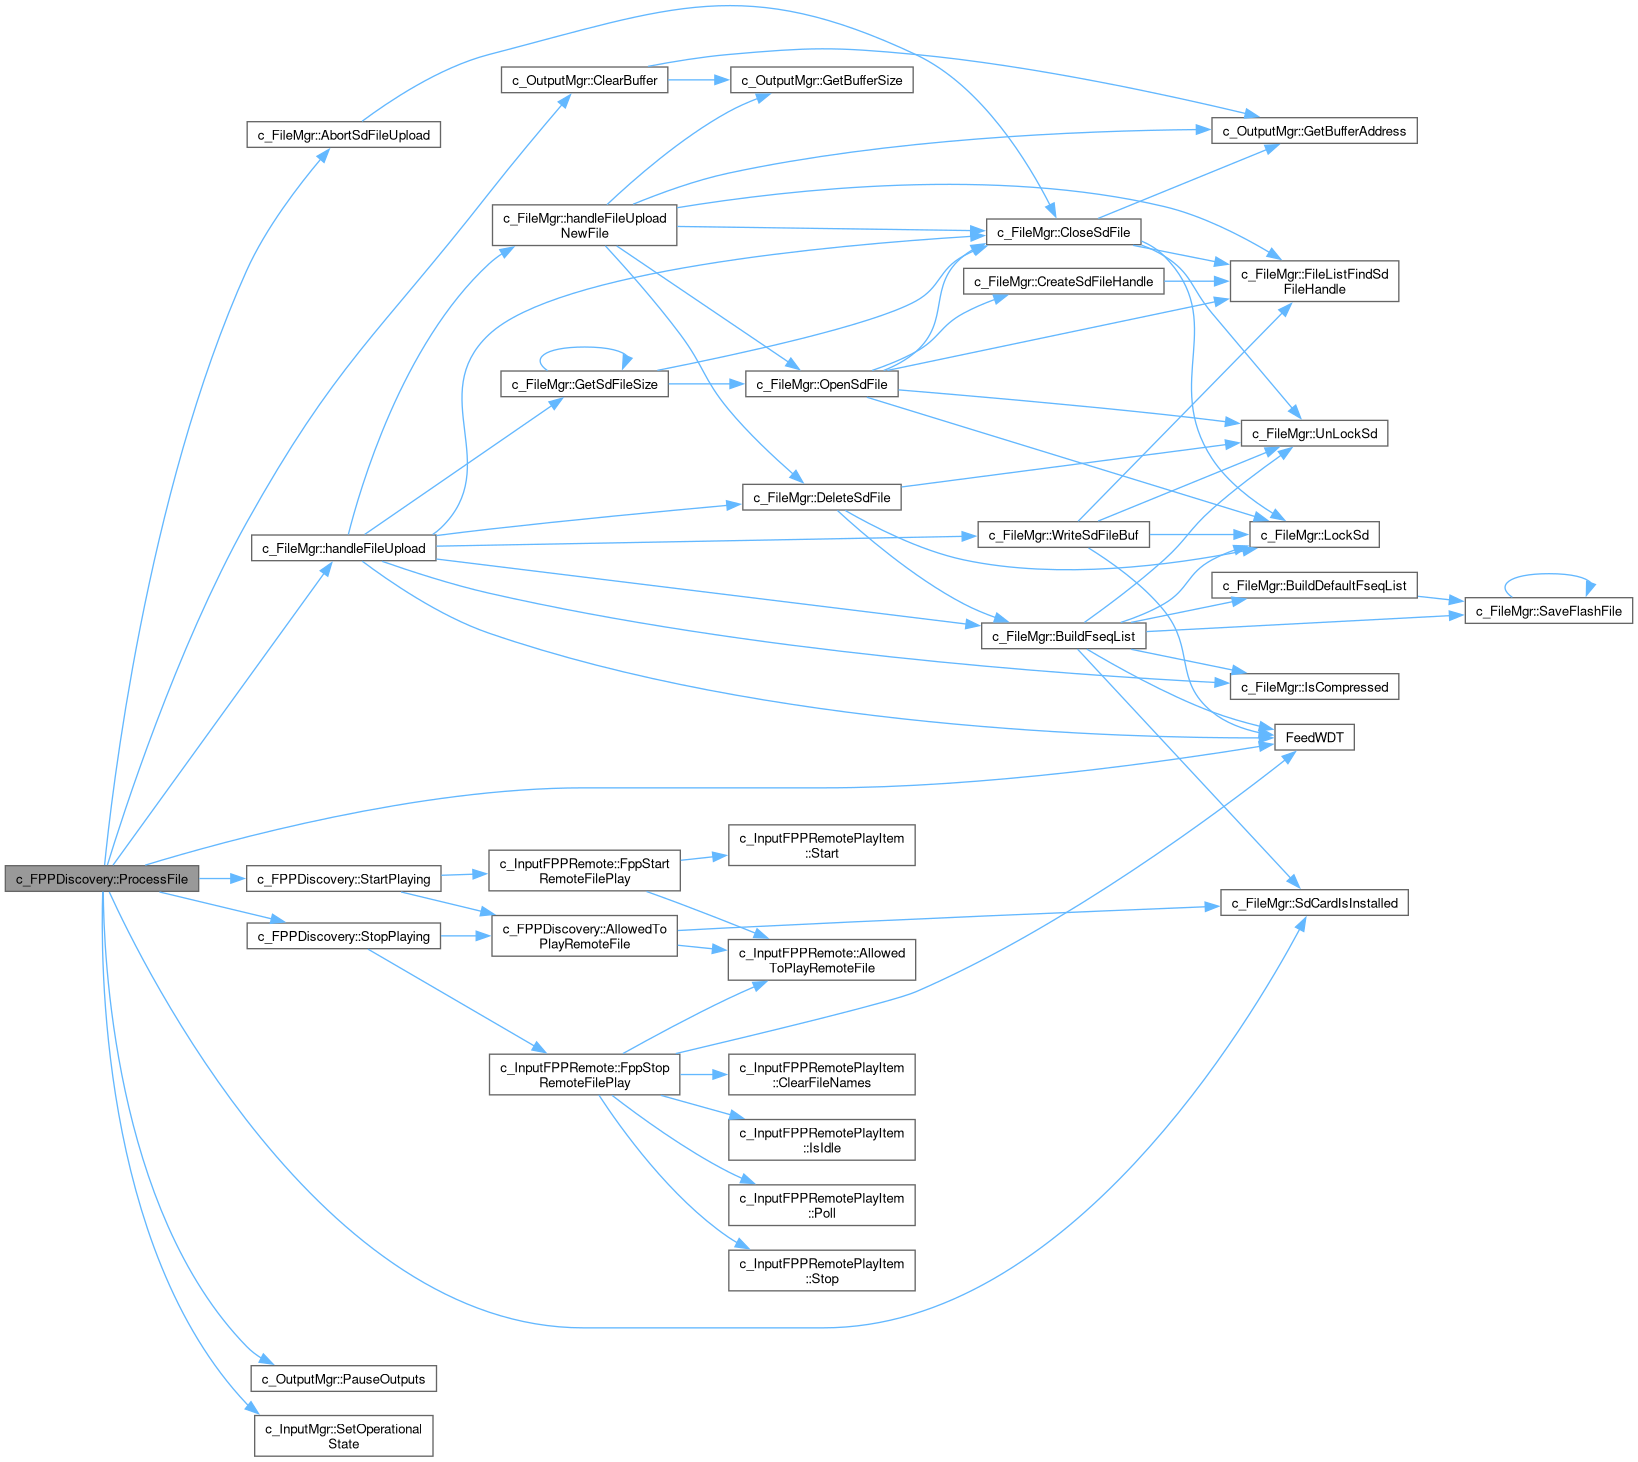 c_OutputMgr::ClearBuffer
c_OutputMgr::GetBufferSize
c_FileMgr::AbortSdFileUpload
c_OutputMgr::GetBufferAddress
c_FileMgr::handleFileUpload
NewFile
c_FileMgr::CloseSdFile
c_FileMgr::CreateSdFileHandle
c_FileMgr::FileListFindSd
FileHandle
c_FileMgr::GetSdFileSize
c_FileMgr::OpenSdFile
c_FileMgr::UnLockSd
c_FileMgr::DeleteSdFile
c_FileMgr::handleFileUpload
c_FileMgr::WriteSdFileBuf
c_FileMgr::LockSd
c_FileMgr::BuildDefaultFseqList
c_FileMgr::SaveFlashFile
c_FileMgr::BuildFseqList
c_FileMgr::IsCompressed
FeedWDT
c_InputFPPRemotePlayItem
::Start
c_FPPDiscovery::ProcessFile
c_FPPDiscovery::StartPlaying
c_InputFPPRemote::FppStart
RemoteFilePlay
c_FileMgr::SdCardIsInstalled
c_FPPDiscovery::StopPlaying
c_FPPDiscovery::AllowedTo
PlayRemoteFile
c_InputFPPRemote::Allowed
ToPlayRemoteFile
c_InputFPPRemote::FppStop
RemoteFilePlay
c_InputFPPRemotePlayItem
::ClearFileNames
c_InputFPPRemotePlayItem
::IsIdle
c_InputFPPRemotePlayItem
::Poll
c_InputFPPRemotePlayItem
::Stop
c_OutputMgr::PauseOutputs
c_InputMgr::SetOperational
State